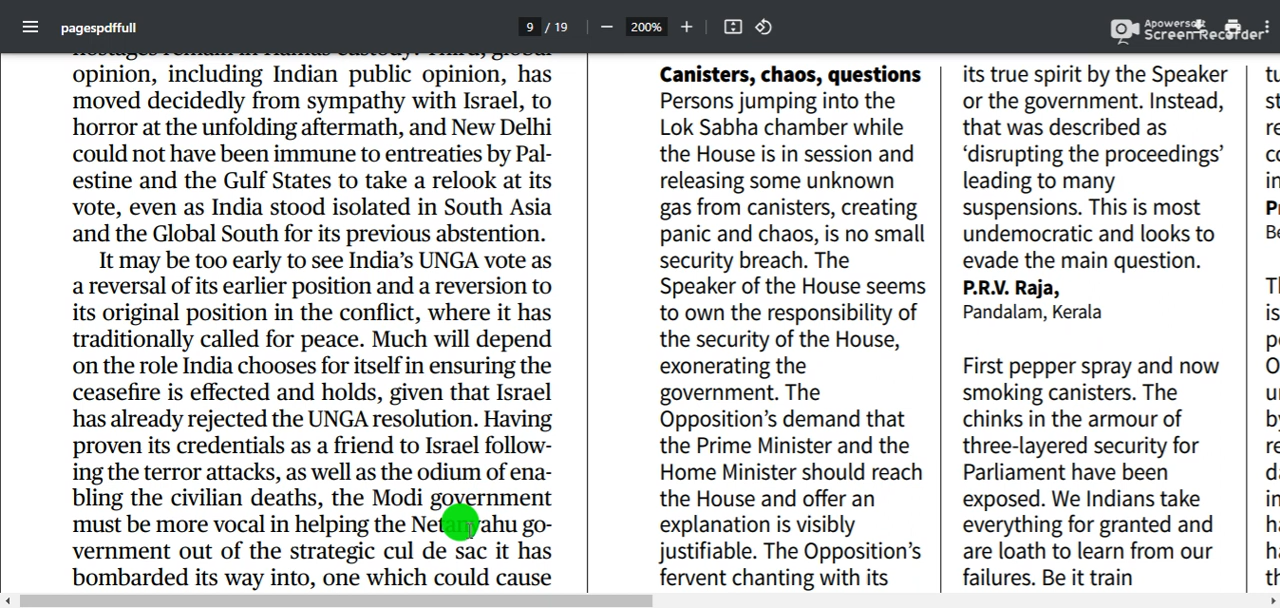 pagespdffull
9 / 19
200%
Apowersoft
Screen Recorder
opinion, including Indian public opinion, has
moved decidedly from sympathy with Israel, to
horror at the unfolding aftermath, and New Delhi
could not have been immune to entreaties by Pal-
estine and the Gulf States to take a relook at its
vote, even as India stood isolated in South Asia
and the Global South for its previous abstention.
It may be too early to see India's UNGA vote as
a reversal of its earlier position and a reversion to
its original position in the conflict, where it has
traditionally called for peace. Much will depend
on the role India chooses for itself in ensuring the
ceasefire is effected and holds, given that Israel
has already rejected the UNGA resolution. Having
proven its credentials as a friend to Israel follow-
ing the terror attacks, as well as the odium of ena-
bling the civilian deaths, the Modi government
must be more vocal in helping the Netanyahu go-
vernment out of the strategic cul de sac it has
bombarded its way into, one which could cause
Canisters, chaos, questions
Persons jumping into the
Lok Sabha chamber while
the House is in session and
releasing some unknown
gas from canisters, creating
panic and chaos, is no small
security breach. The
Speaker of the House seems
to own the responsibility of
the security of the House,
exonerating the
government. The
Opposition's demand that
the Prime Minister and the
Home Minister should reach
the House and offer an
explanation is visibly
justifiable. The Opposition's
fervent chanting with its
its true spirit by the Speaker
or the government. Instead,
that was described as
‘disrupting the proceedings’
leading to many
suspensions. This is most
undemocratic and looks to
evade the main question.
P.R.V. Raja,
Pandalam, Kerala
First pepper spray and now
smoking canisters. The
chinks in the armour of
three-layered security for
Parliament have been
exposed. We Indians take
everything for granted and
are loath to learn from our
failures. Be it train